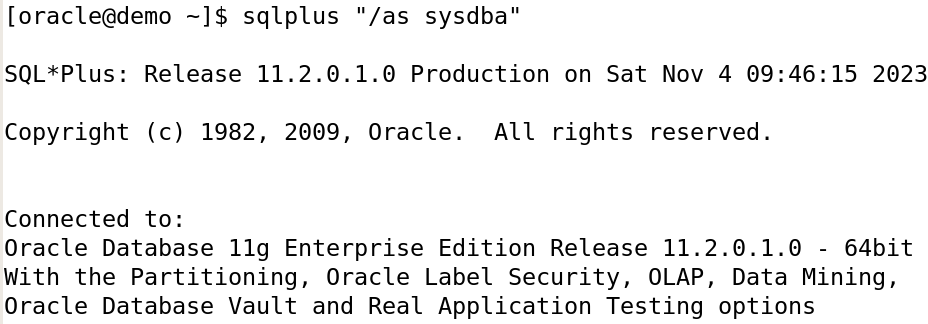 [oracle@demo ~]$ sqlplus "/as sysdba"
SQL*Plus: Release 11.2.0.1.0 Production on Sat Nov 4 09:46:15 2023
Copyright (c) 1982, 2009, Oracle.  All rights reserved.
Connected to:
Oracle Database 11g Enterprise Edition Release 11.2.0.1.0 - 64bit
With the Partitioning, Oracle Label Security, OLAP, Data Mining,
Oracle Database Vault and Real Application Testing options